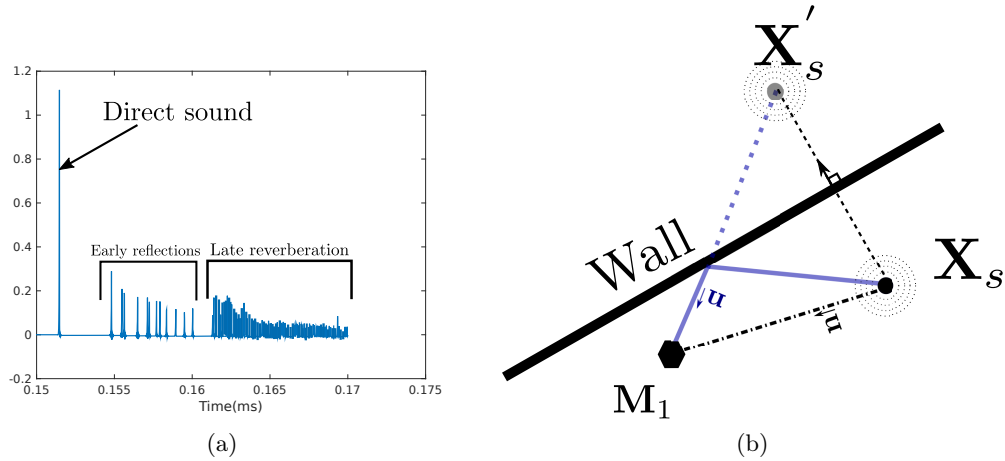 1.2
1
0.8
0.6
0.4
0.2
0
-0.2
0.15
0.155
0.16
0.165
0.17
0.175
Time(ms)
Direct sound
Early reflections
Late reverberation
(a)
X's
Wall
Xs
u
u
M1
(b)